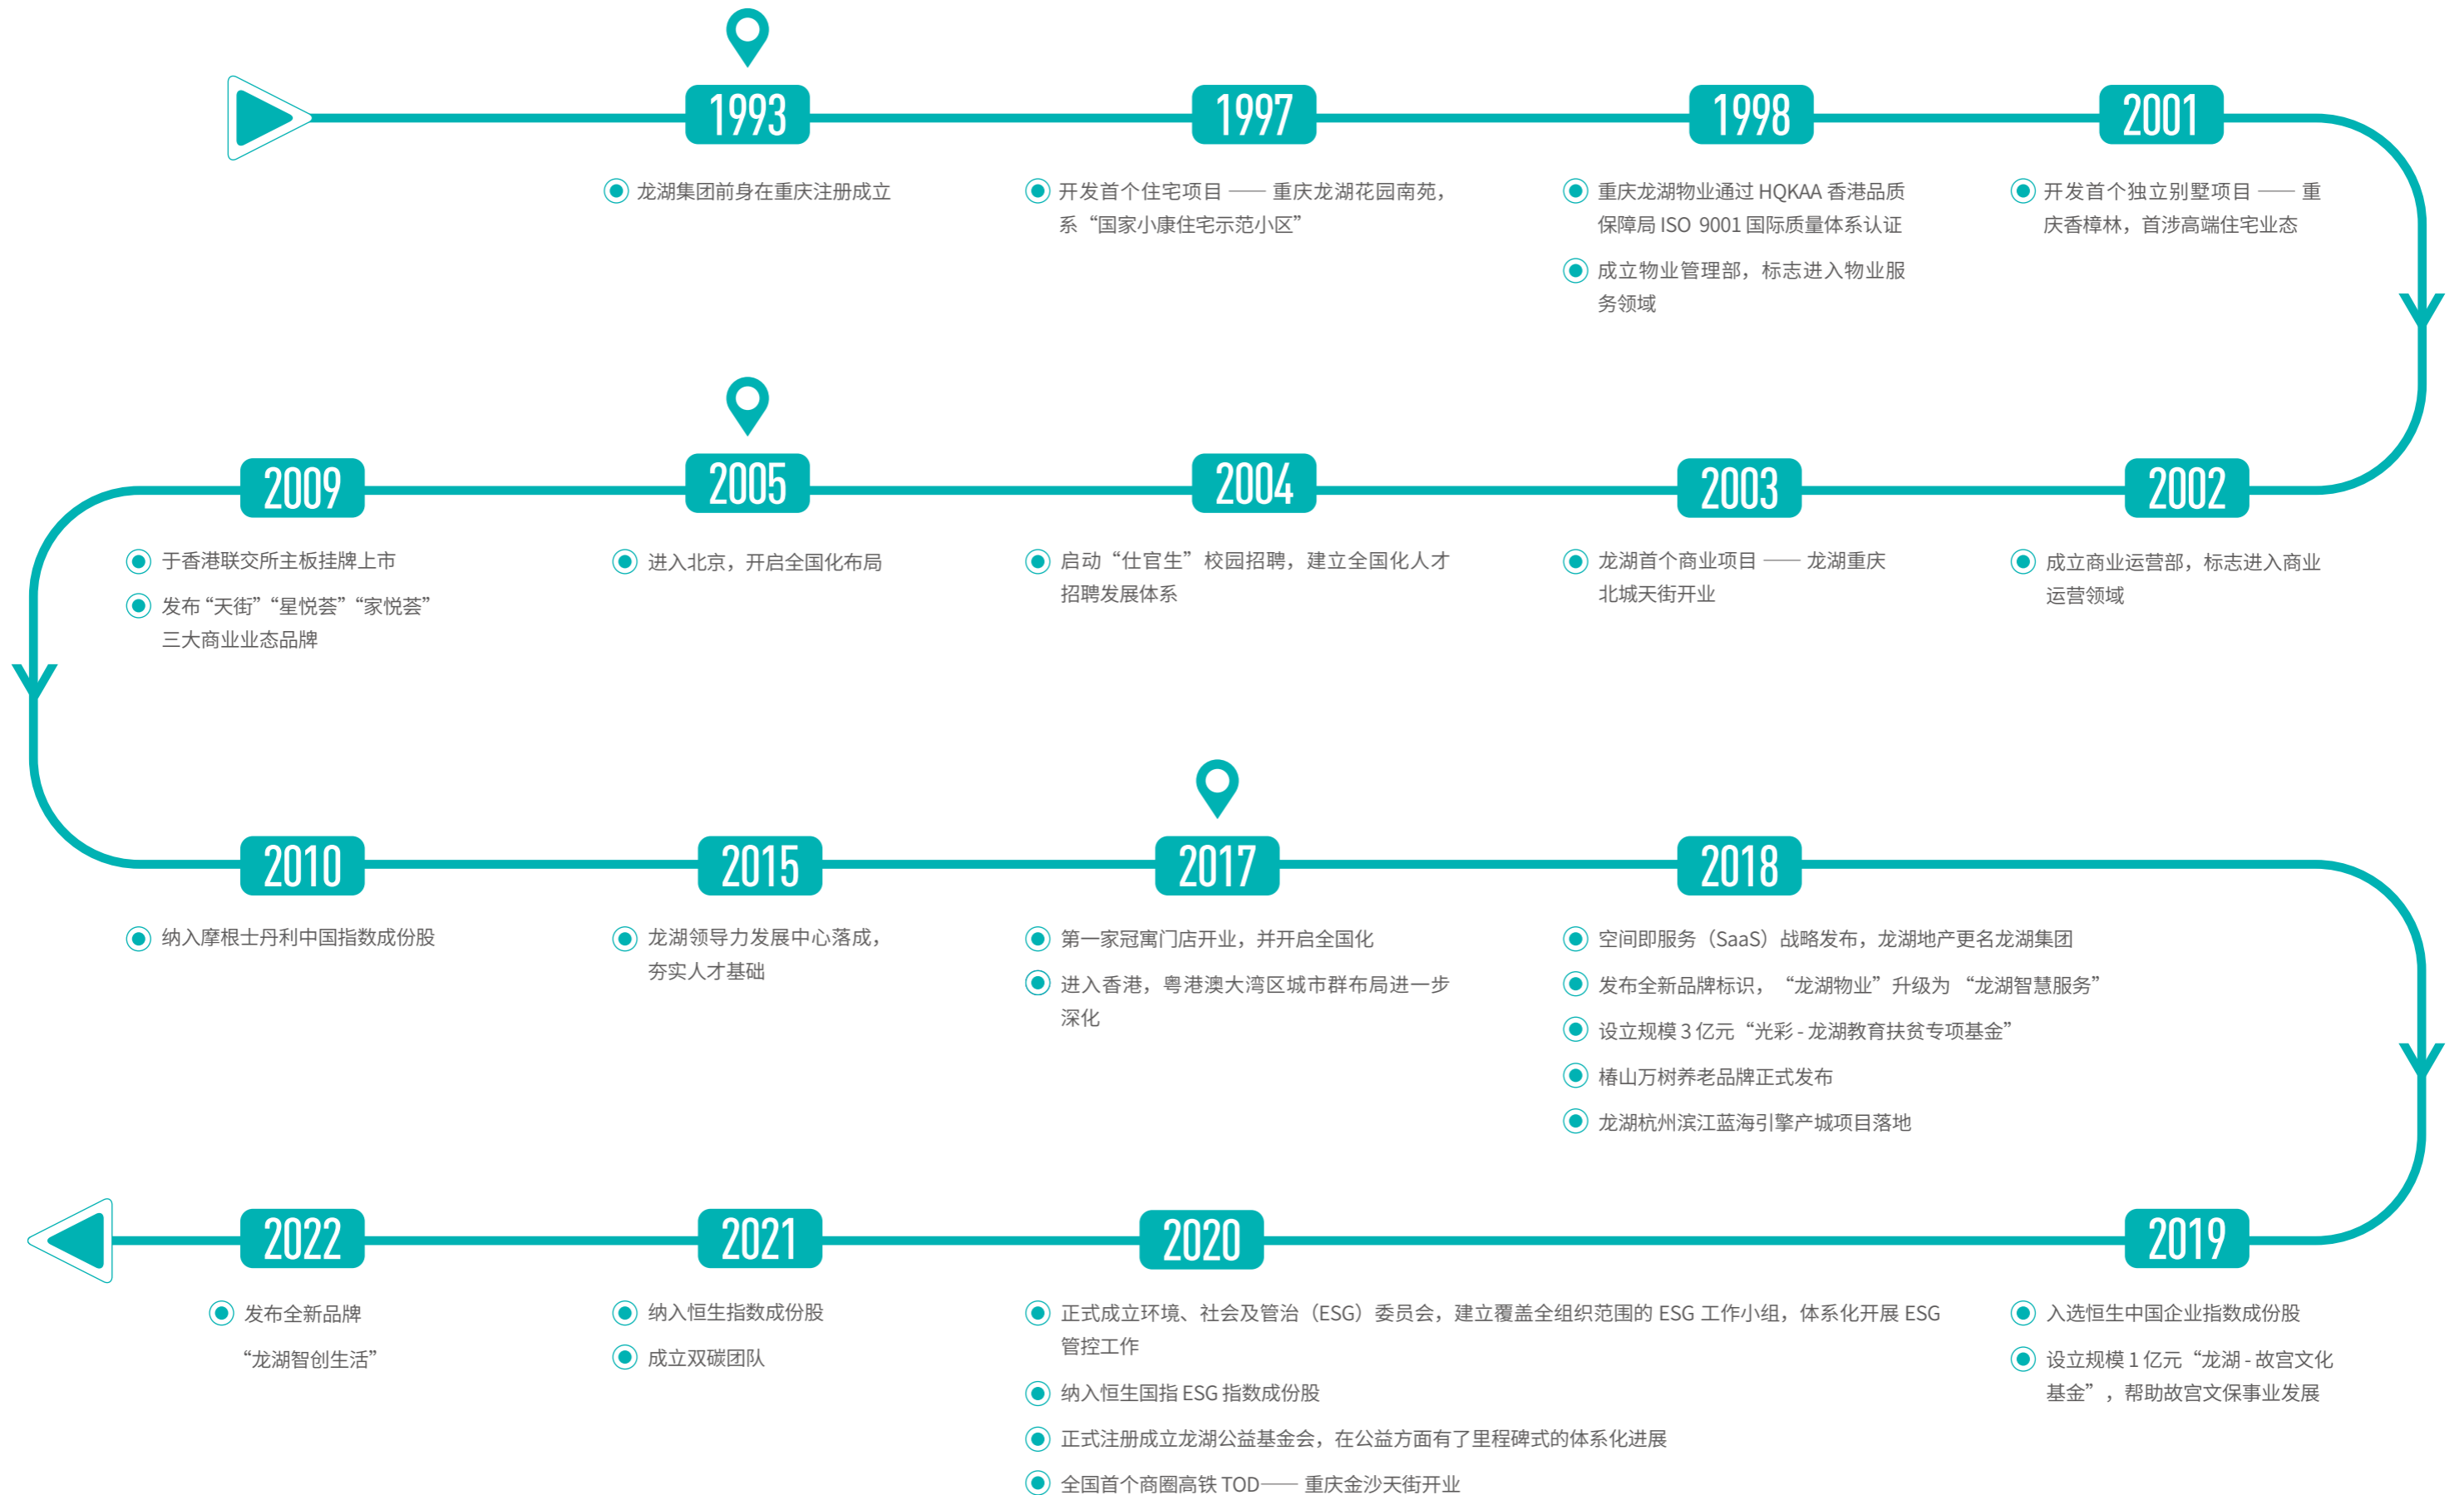 1993
龙湖集团前身在重庆注册成立
1997
开发首个住宅项目 —— 重庆龙湖花园南苑，
系“国家小康住宅示范小区”
1998
重庆龙湖物业通过 HQKAA 香港品质
保障局 ISO 9001 国际质量体系认证
成立物业管理部，标志进入物业服
务领域
2001
开发首个独立别墅项目 —— 重
庆香樟林，首涉高端住宅业态
2002
成立商业运营部，标志进入商业
运营领域
2003
龙湖首个商业项目 —— 龙湖重庆
北城天街开业
2004
启动“仕官生”校园招聘，建立全国化人才
招聘发展体系
2005
进入北京，开启全国化布局
2009
于香港联交所主板挂牌上市
发布“天街”“星悦荟”“家悦荟”
三大商业业态品牌
2010
纳入摩根士丹利中国指数成份股
2015
龙湖领导力发展中心落成，
夯实人才基础
2017
第一家冠寓门店开业，并开启全国化
进入香港，粤港澳大湾区城市群布局进一步
深化
2018
空间即服务（SaaS）战略发布，龙湖地产更名龙湖集团
发布全新品牌标识，“龙湖物业”升级为 “龙湖智慧服务”
设立规模 3 亿元“光彩 - 龙湖教育扶贫专项基金”
椿山万树养老品牌正式发布
龙湖杭州滨江蓝海引擎产城项目落地
2019
入选恒生中国企业指数成份股
设立规模 1 亿元“龙湖 - 故宫文化
基金”，帮助故宫文保事业发展
2020
正式成立环境、社会及管治（ESG）委员会，建立覆盖全组织范围的 ESG 工作小组，体系化开展 ESG
管控工作
纳入恒生国指 ESG 指数成份股
正式注册成立龙湖公益基金会，在公益方面有了里程碑式的体系化进展
全国首个商圈高铁 TOD—— 重庆金沙天街开业
2021
纳入恒生指数成份股
成立双碳团队
2022
发布全新品牌
“龙湖智创生活”